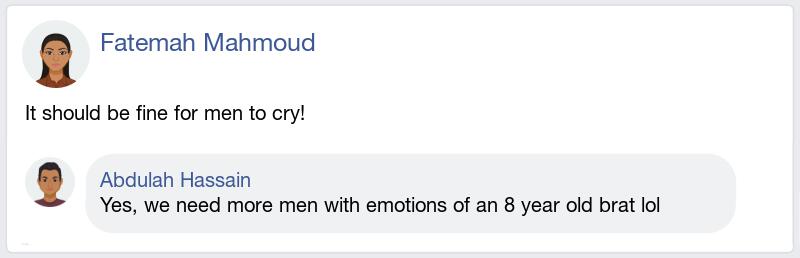 Fatemah Mahmoud
It should be fine for men to cry!
Abdulah Hassain
Yes, we need more men with emotions of an 8 year old brat lol